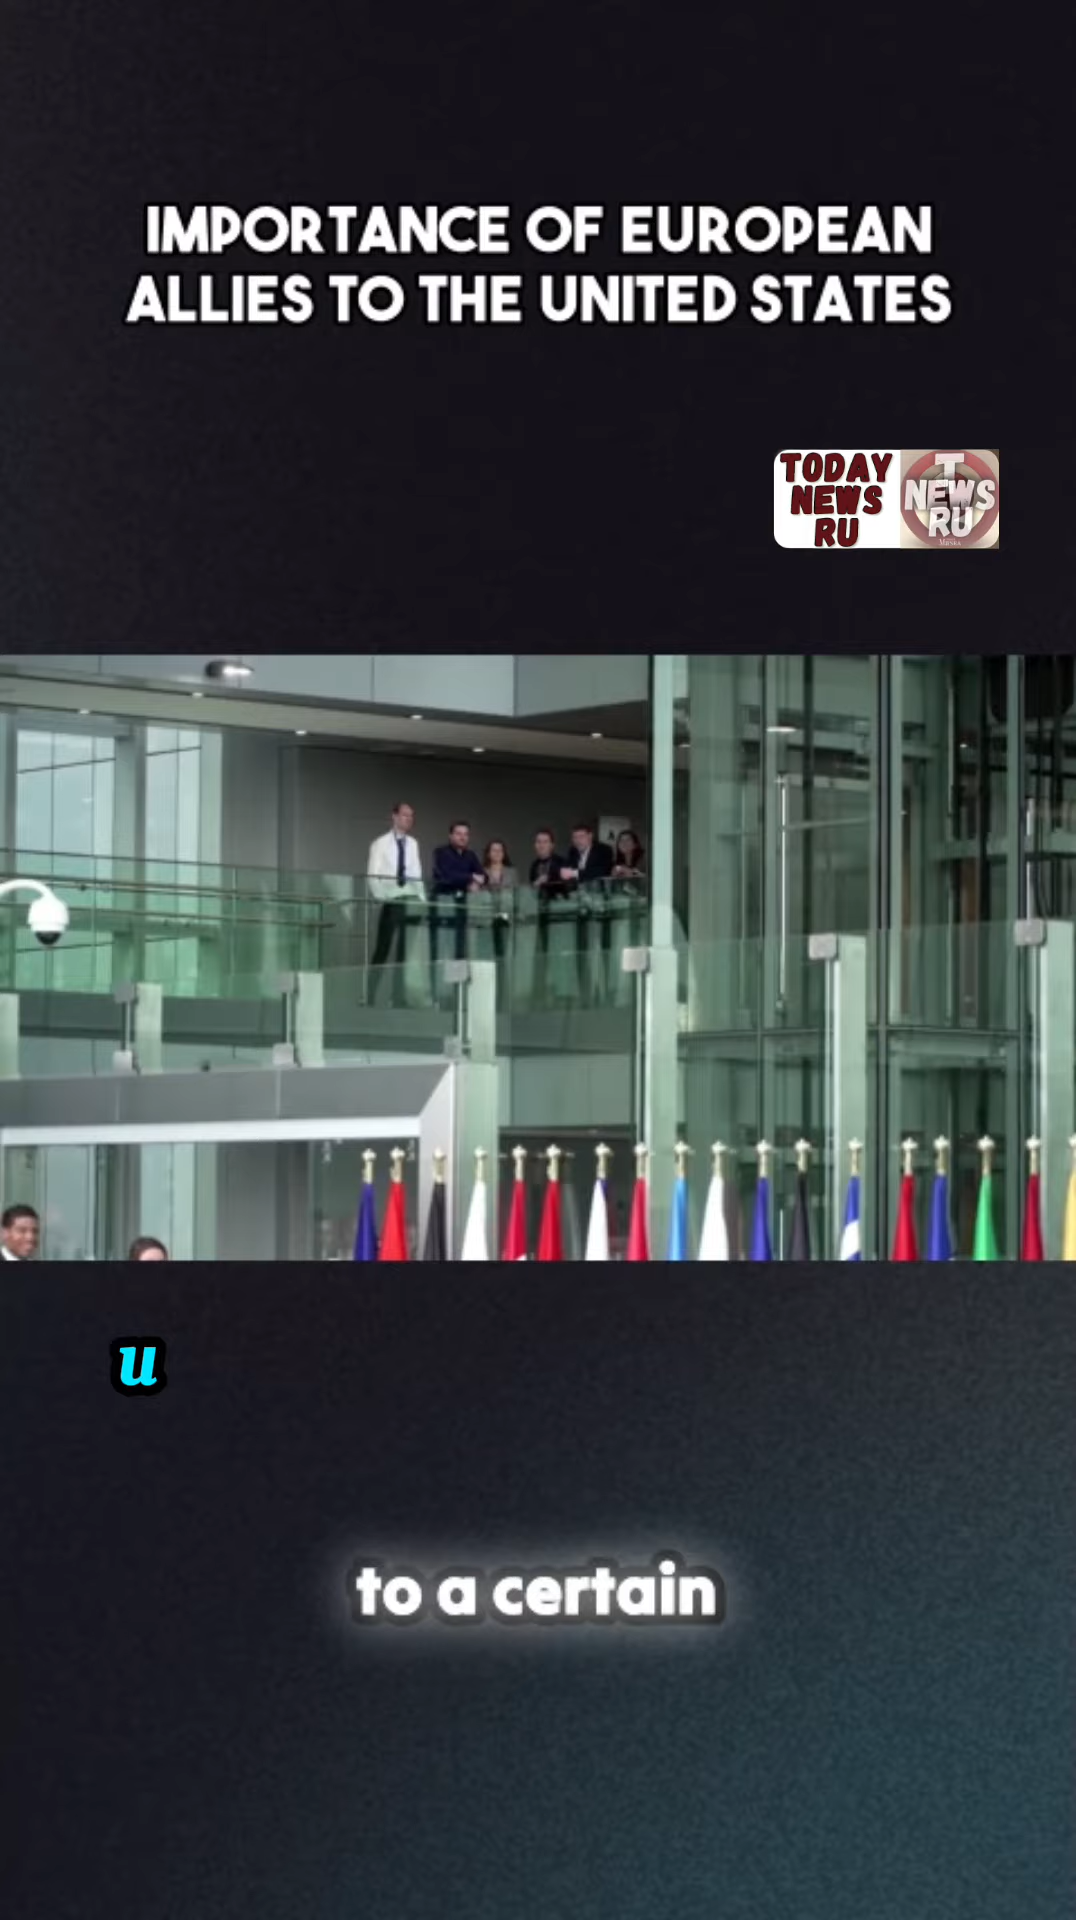 IMPORTANCE OF EUROPEAN
ALLIES TO THE UNITED STATES
TODAY
NEWS
RU
T
NEWS
RU
A
u
to a certain